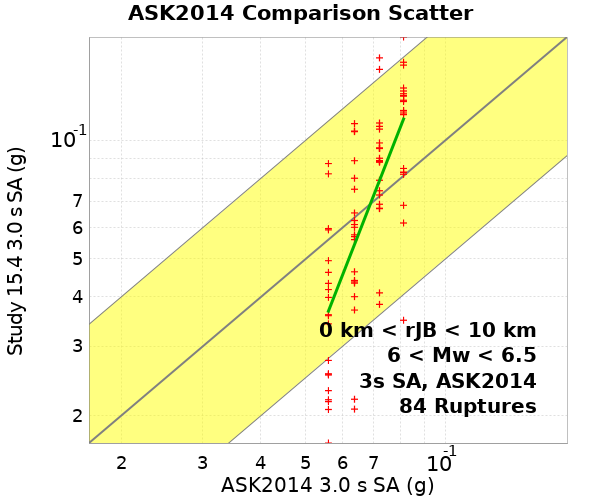 ASK2014 Comparison Scatter
Study 15.4 3.0 s SA (g)
10-1
7
6
5
4
3
2
0 km < rJB < 10 km
6 < Mw < 6.5
3s SA, ASK2014
84 Ruptures
2 3 4 5 6 7 10-1
ASK2014 3.0 s SA (g)